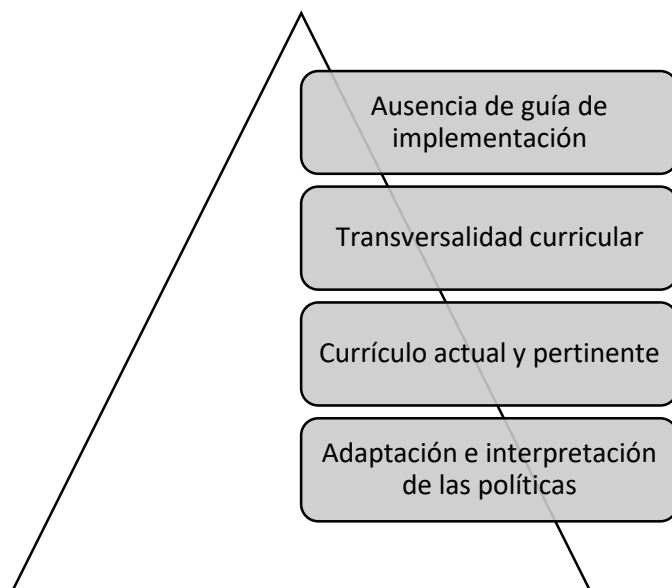 Ausencia de guía de
implementación
Transversalidad curricular
Currículo actual y pertinente
Adaptación e interpretación
de las políticas